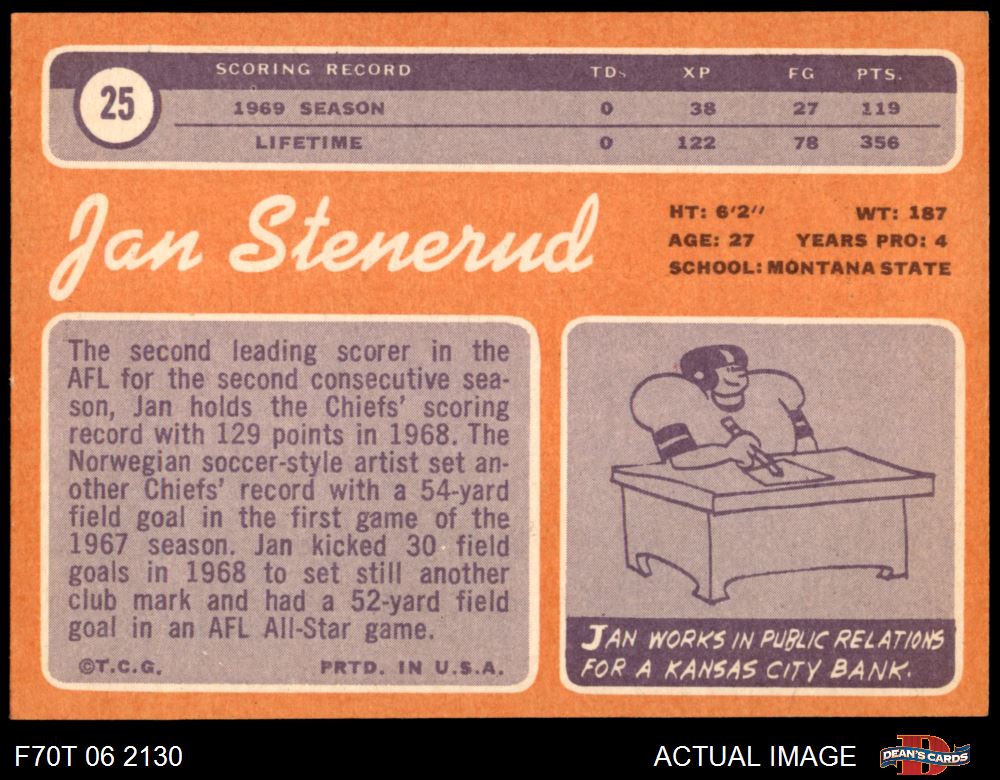 25
SCORING RECORD TDs XP FG PTS.
1969 SEASON 0 38 27 119
LIFETIME 0 122 78 356
Jan Stenerud
HT: 6'2" WT: 187
AGE: 27 YEARS PRO: 4
SCHOOL: MONTANA STATE
The second leading scorer in the
AFL for the second consecutive sea-
son, Jan holds the Chiefs' scoring
record with 129 points in 1968. The
Norwegian soccer-style artist set an-
other Chiefs' record with a 54-yard
field goal in the first game of the
1967 season. Jan kicked 30 field
goals in 1968 to set still another
club mark and had a 52-yard field
goal in an AFL All-Star game.
©T.C.G. PRTD. IN U.S.A.
JAN WORKS IN PUBLIC RELATIONS
FOR A KANSAS CITY BANK.
F70T 06 2130 ACTUAL IMAGE DEAN'S CARDS